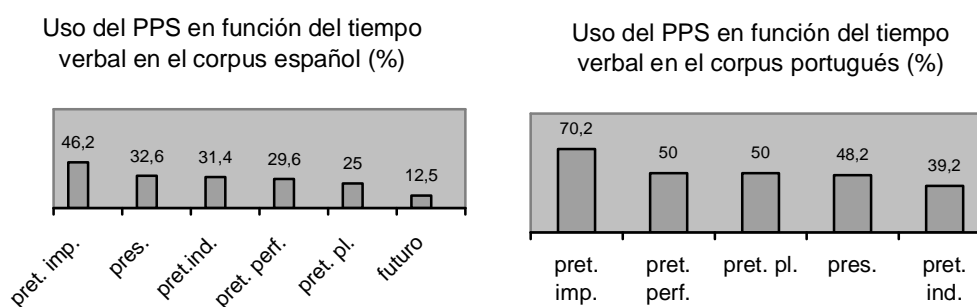 Uso del PPS en función del tiempo
verbal en el corpus español (%)
46,2
32,6
31,4
29,6
25
12,5
pret. imp.
pres.
pret.ind.
pret. perf.
pret. pl.
futuro
Uso del PPS en función del tiempo
verbal en el corpus portugués (%)
70,2
50
50
48,2
39,2
pret.
imp.
pret.
perf.
pret. pl.
pres.
pret.
ind.